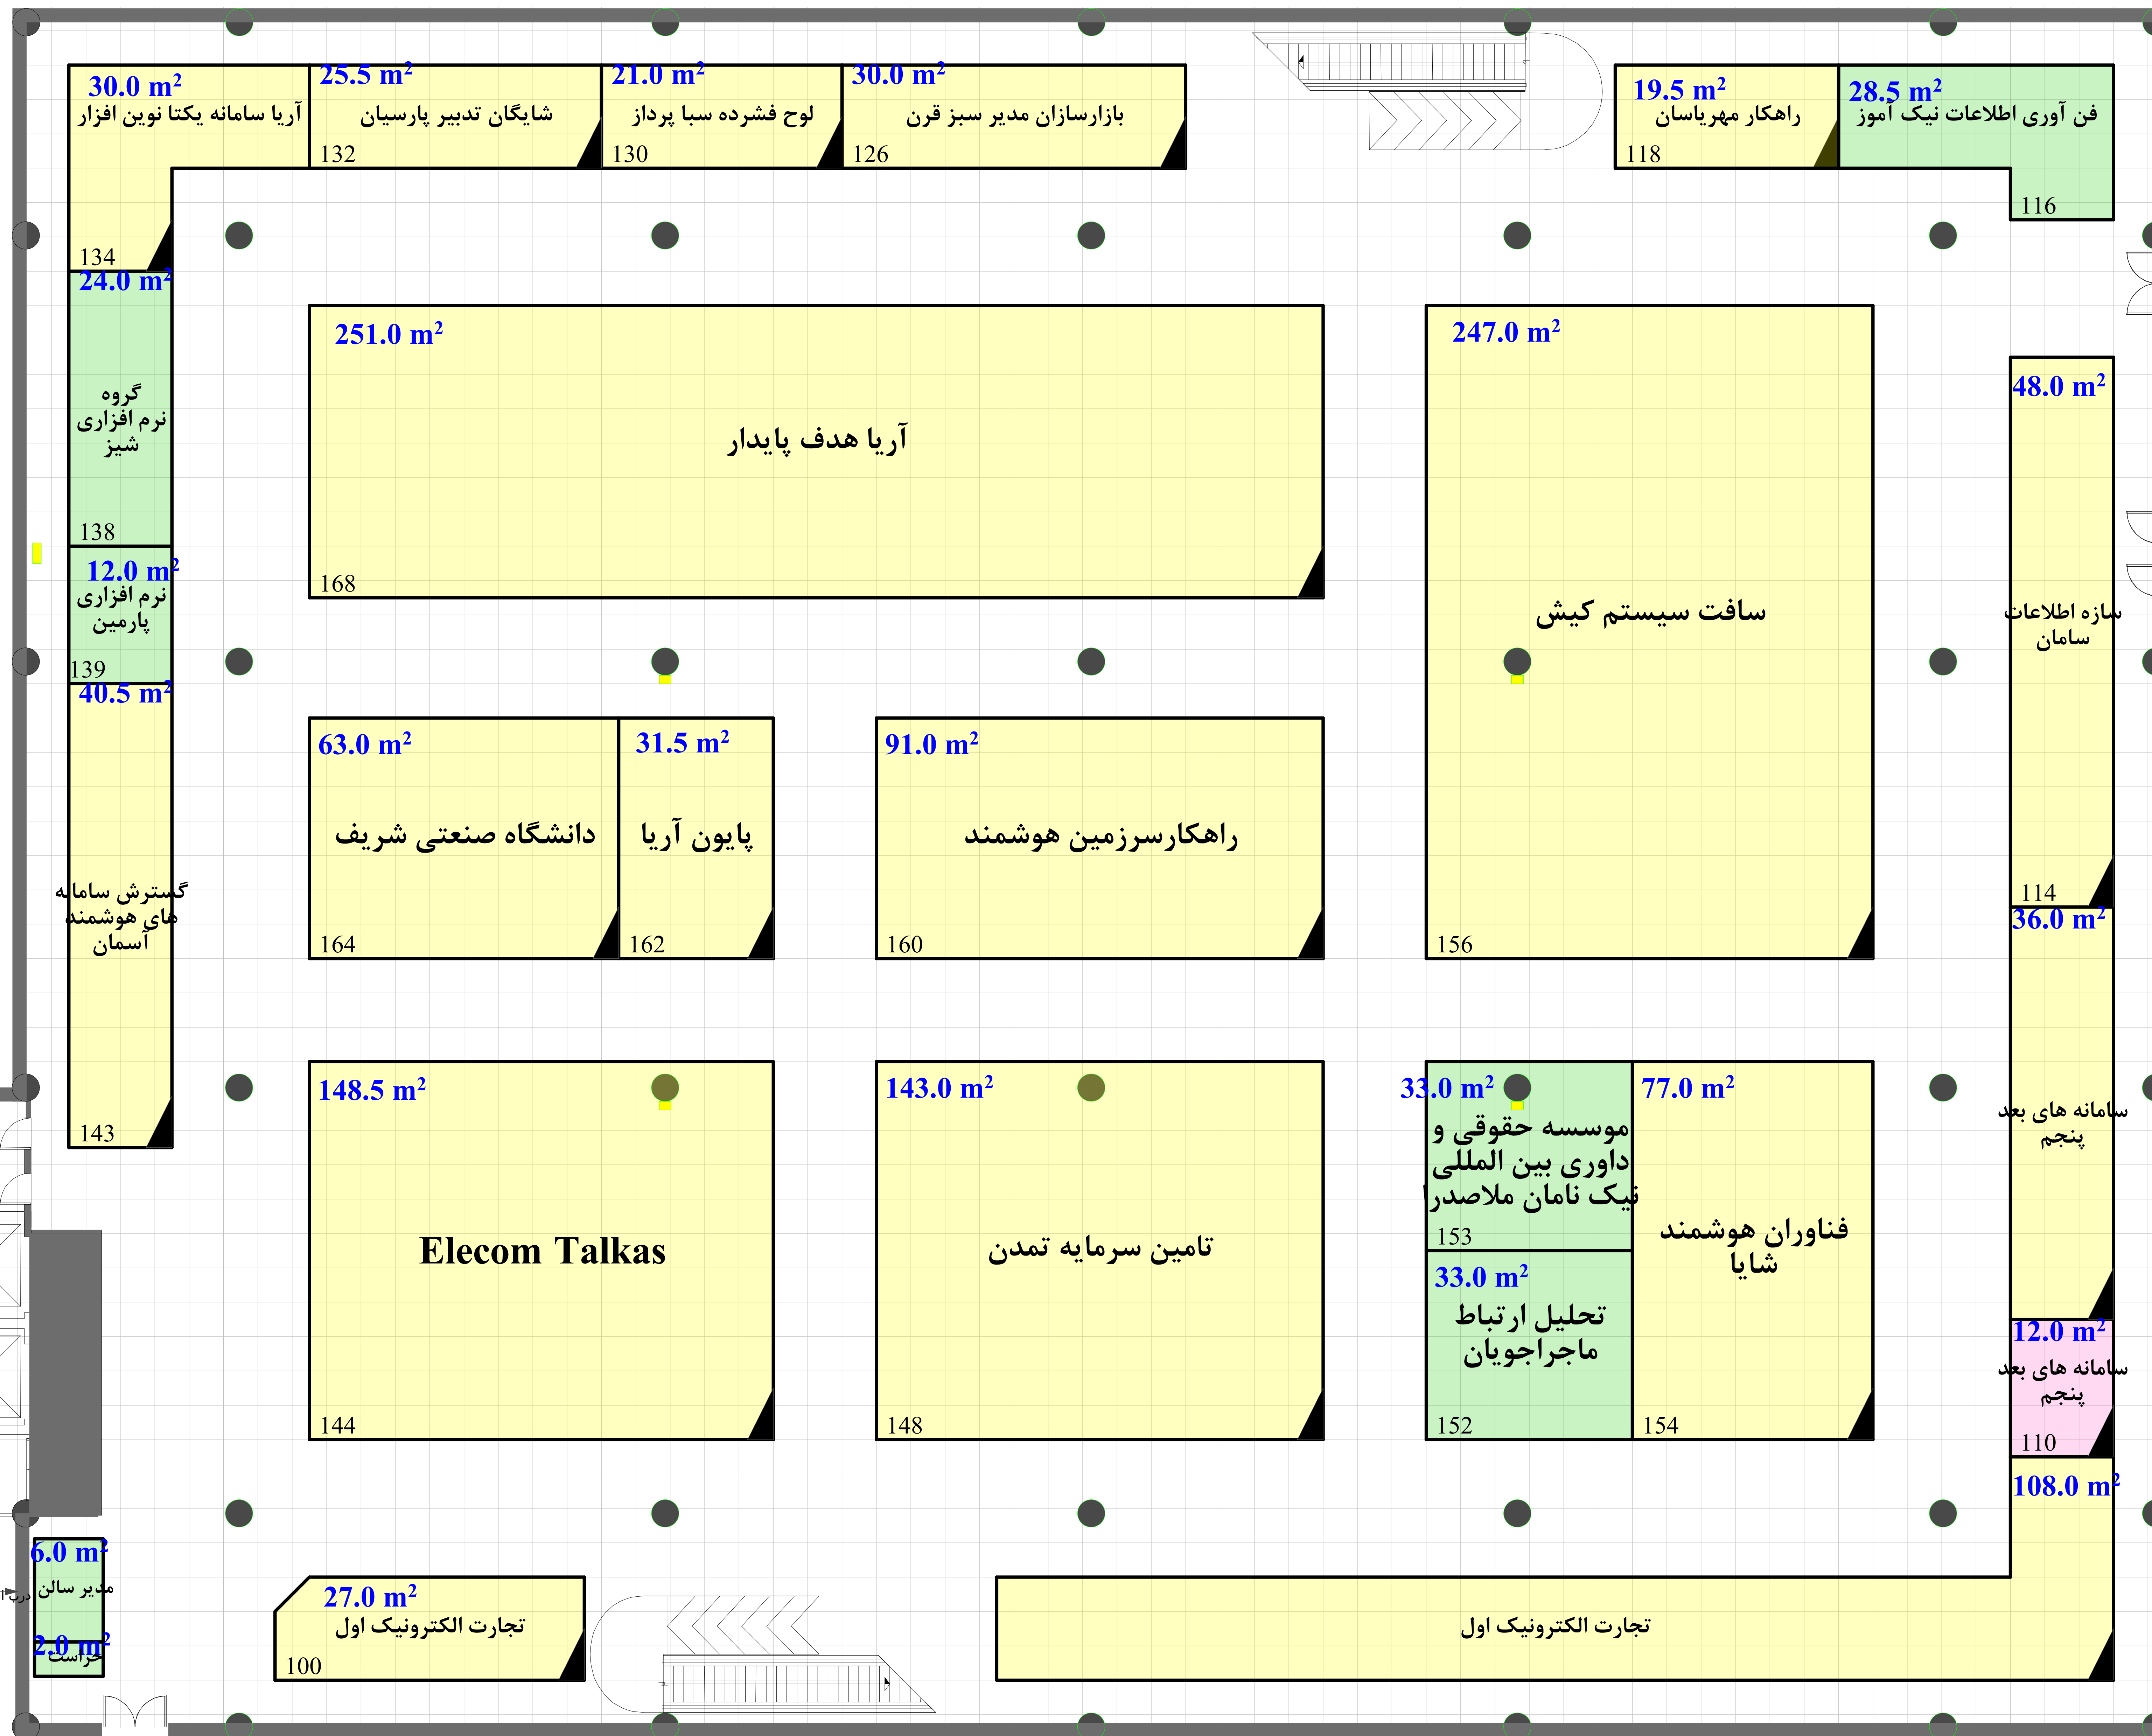 30.0 m²
آریا سامانه یکتا نوین افزار
134
25.5 m²
شایگان تدبیر پارسیان
132
21.0 m²
لوح فشرده سبا پرداز
130
30.0 m²
بازارسازان مدیر سبز قرن
126
19.5 m²
راهکار مهریاسان
118
28.5 m²
فن آوری اطلاعات نیک آموز
116
24.0 m²
گروه
نرم افزاری
شیز
138
12.0 m²
نرم افزاری
پارمین
139
40.5 m²
گسترش سامانه
های هوشمند
آسمان
143
251.0 m²
آریا هدف پایدار
168
247.0 m²
سافت سیستم کیش
156
48.0 m²
سازه اطلاعات
سامان
114
63.0 m²
دانشگاه صنعتی شریف
164
31.5 m²
پایون آریا
162
91.0 m²
راهکارسرزمین هوشمند
160
36.0 m²
سامانه های بعد
پنجم
148.5 m²
Elecom Talkas
144
143.0 m²
تامین سرمایه تمدن
148
33.0 m²
موسسه حقوقی و
داوری بین المللی
نیک نامان ملاصدرا
153
33.0 m²
تحلیل ارتباط
ماجراجویان
152
77.0 m²
فناوران هوشمند
شایا
154
12.0 m²
سامانه های بعد
پنجم
110
108.0 m²
تجارت الکترونیک اول
6.0 m²
مدیر سالن
2.0 m²
حراست
27.0 m²
تجارت الکترونیک اول
100